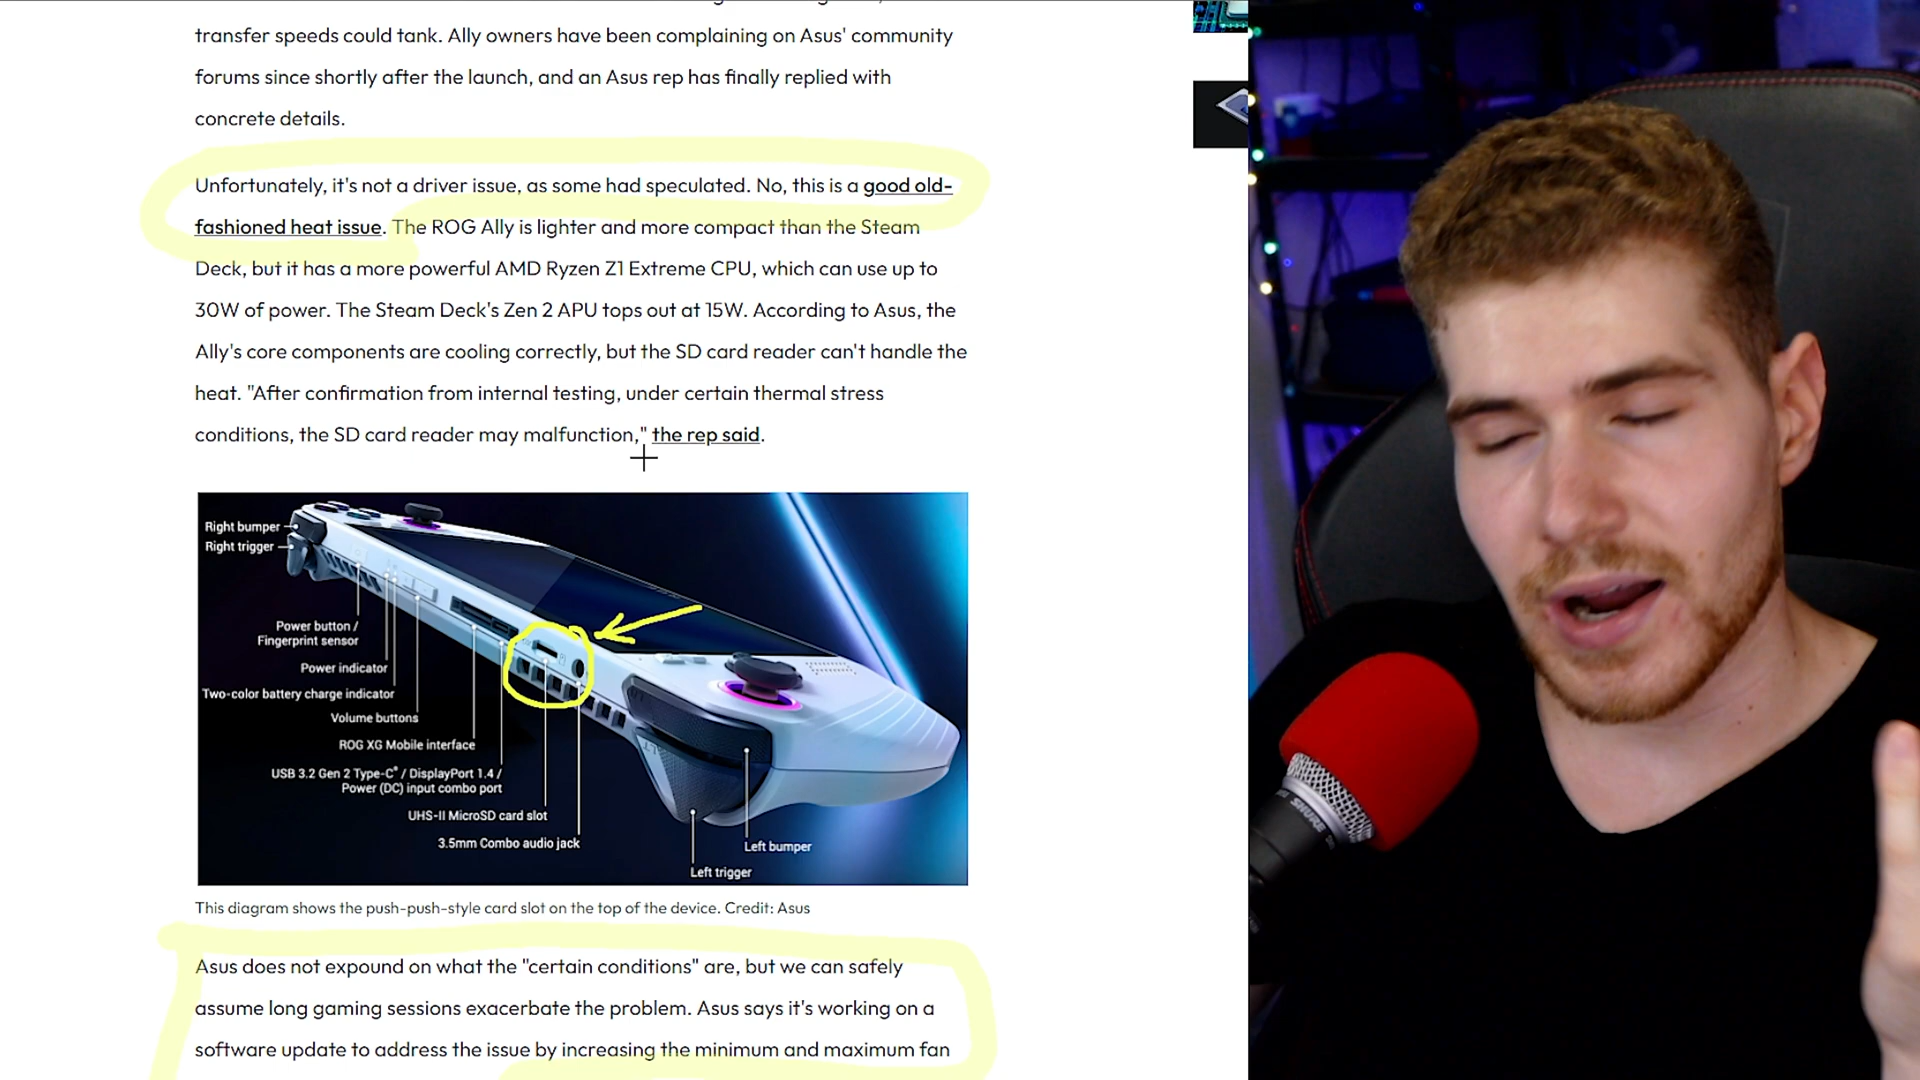 transfer speeds could tank. Ally owners have been complaining on Asus' community
forums since shortly after the launch, and an Asus rep has finally replied with
concrete details.
Unfortunately, it's not a driver issue, as some had speculated. No, this is a good old-
fashioned heat issue. The ROG Ally is lighter and more compact than the Steam
Deck, but it has a more powerful AMD Ryzen Z1 Extreme CPU, which can use up to
30W of power. The Steam Deck's Zen 2 APU tops out at 15W. According to Asus, the
Ally's core components are cooling correctly, but the SD card reader can't handle the
heat. "After confirmation from internal testing, under certain thermal stress
conditions, the SD card reader may malfunction," the rep said.
Right bumper
Right trigger
Power button /
Fingerprint sensor
Power indicator
Two-color battery charge indicator
Volume buttons
ROG XG Mobile interface
USB 3.2 Gen 2 Type-C® / DisplayPort 1.4 /
Power (DC) input combo port
UHS-II MicroSD card slot
3.5mm Combo audio jack
Left bumper
Left trigger
This diagram shows the push-push-style card slot on the top of the device. Credit: Asus
Asus does not expound on what the "certain conditions" are, but we can safely
assume long gaming sessions exacerbate the problem. Asus says it's working on a
software update to address the issue by increasing the minimum and maximum fan
SHURE